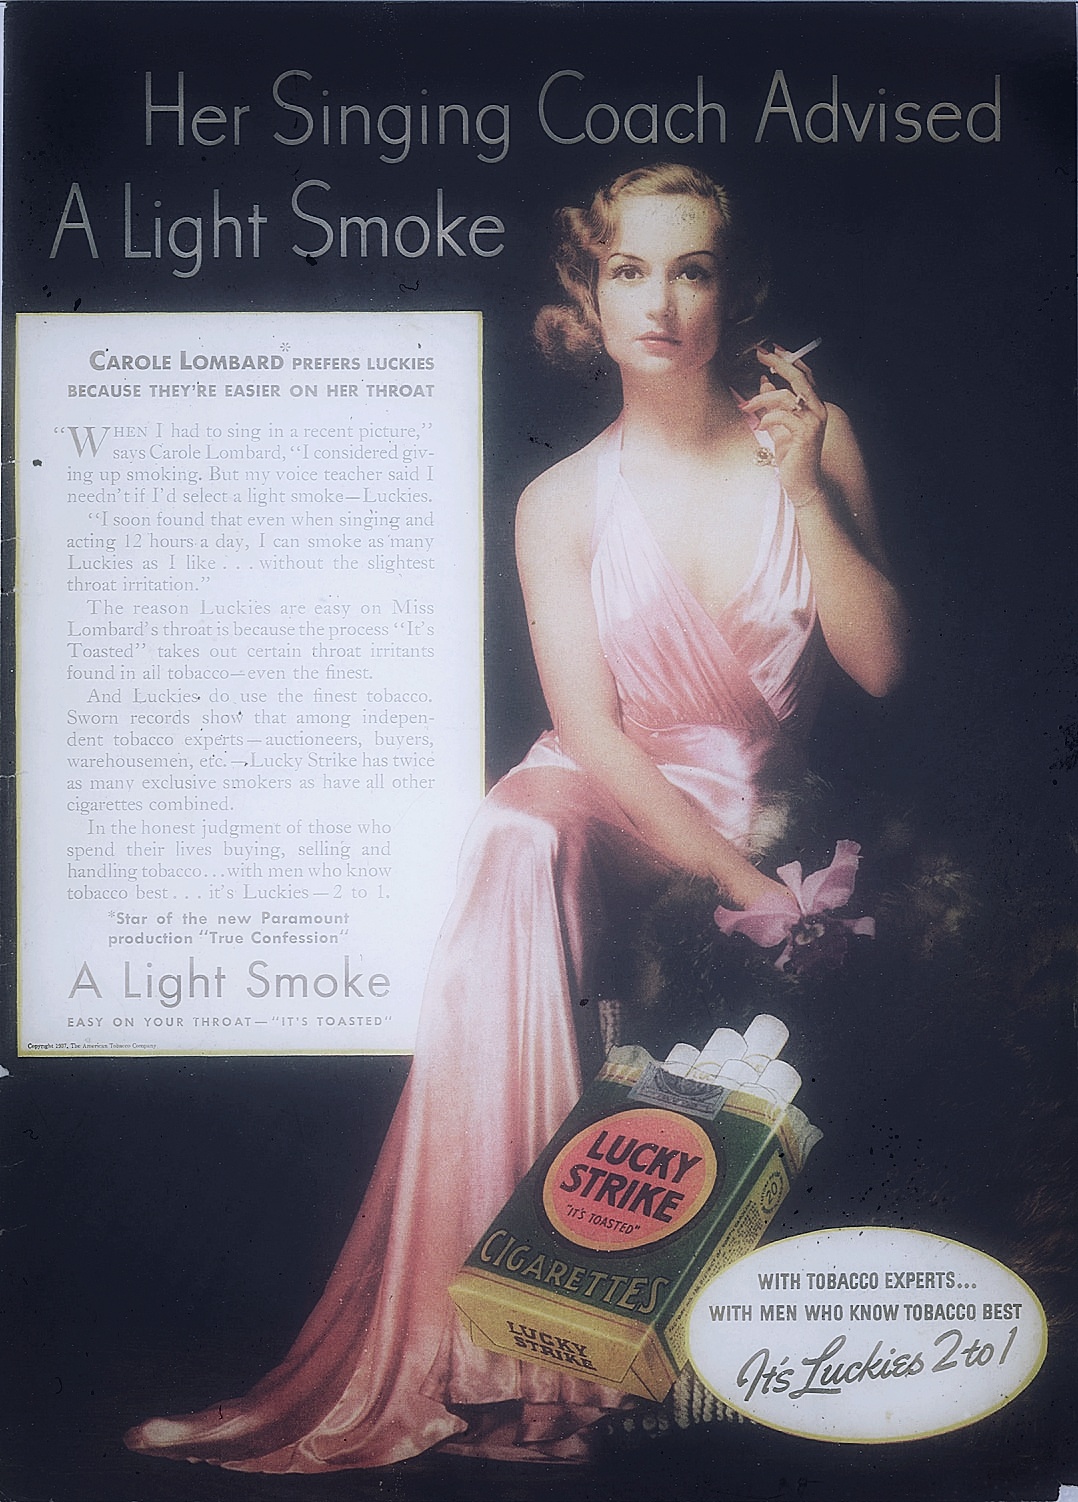 Her Singing Coach Advised
A Light Smoke
CAROLE LOMBARD* PREFERS LUCKIES
BECAUSE THEY'RE EASIER ON HER THROAT
"WHEN I had to sing in a recent picture,"
says Carole Lombard, "I considered giv-
ing up smoking. But my voice teacher said I
needn't if I'd select a light smoke—Luckies.
"I soon found that even when singing and
acting 12 hours a day, I can smoke as many
Luckies as I like . . . without the slightest
throat irritation."
The reason Luckies are easy on Miss
Lombard's throat is because the process "It's
Toasted" takes out certain throat irritants
found in all tobacco—even the finest.
And Luckies do use the finest tobacco.
Sworn records show that among indepen-
dent tobacco experts—auctioneers, buyers,
warehousemen, etc.—Lucky Strike has twice
as many exclusive smokers as have all other
cigarettes combined.
In the honest judgment of those who
spend their lives buying, selling and
handling tobacco...with men who know
tobacco best... it's Luckies—2 to 1.
*Star of the new Paramount
production "True Confession"
A Light Smoke
EASY ON YOUR THROAT—"IT'S TOASTED"
Copyright 1937, The American Tobacco Company
LUCKY
STRIKE
"IT'S TOASTED"
CIGARETTES
LUCKY
STRIKE
20
WITH TOBACCO EXPERTS...
WITH MEN WHO KNOW TOBACCO BEST
It's Luckies 2 to 1